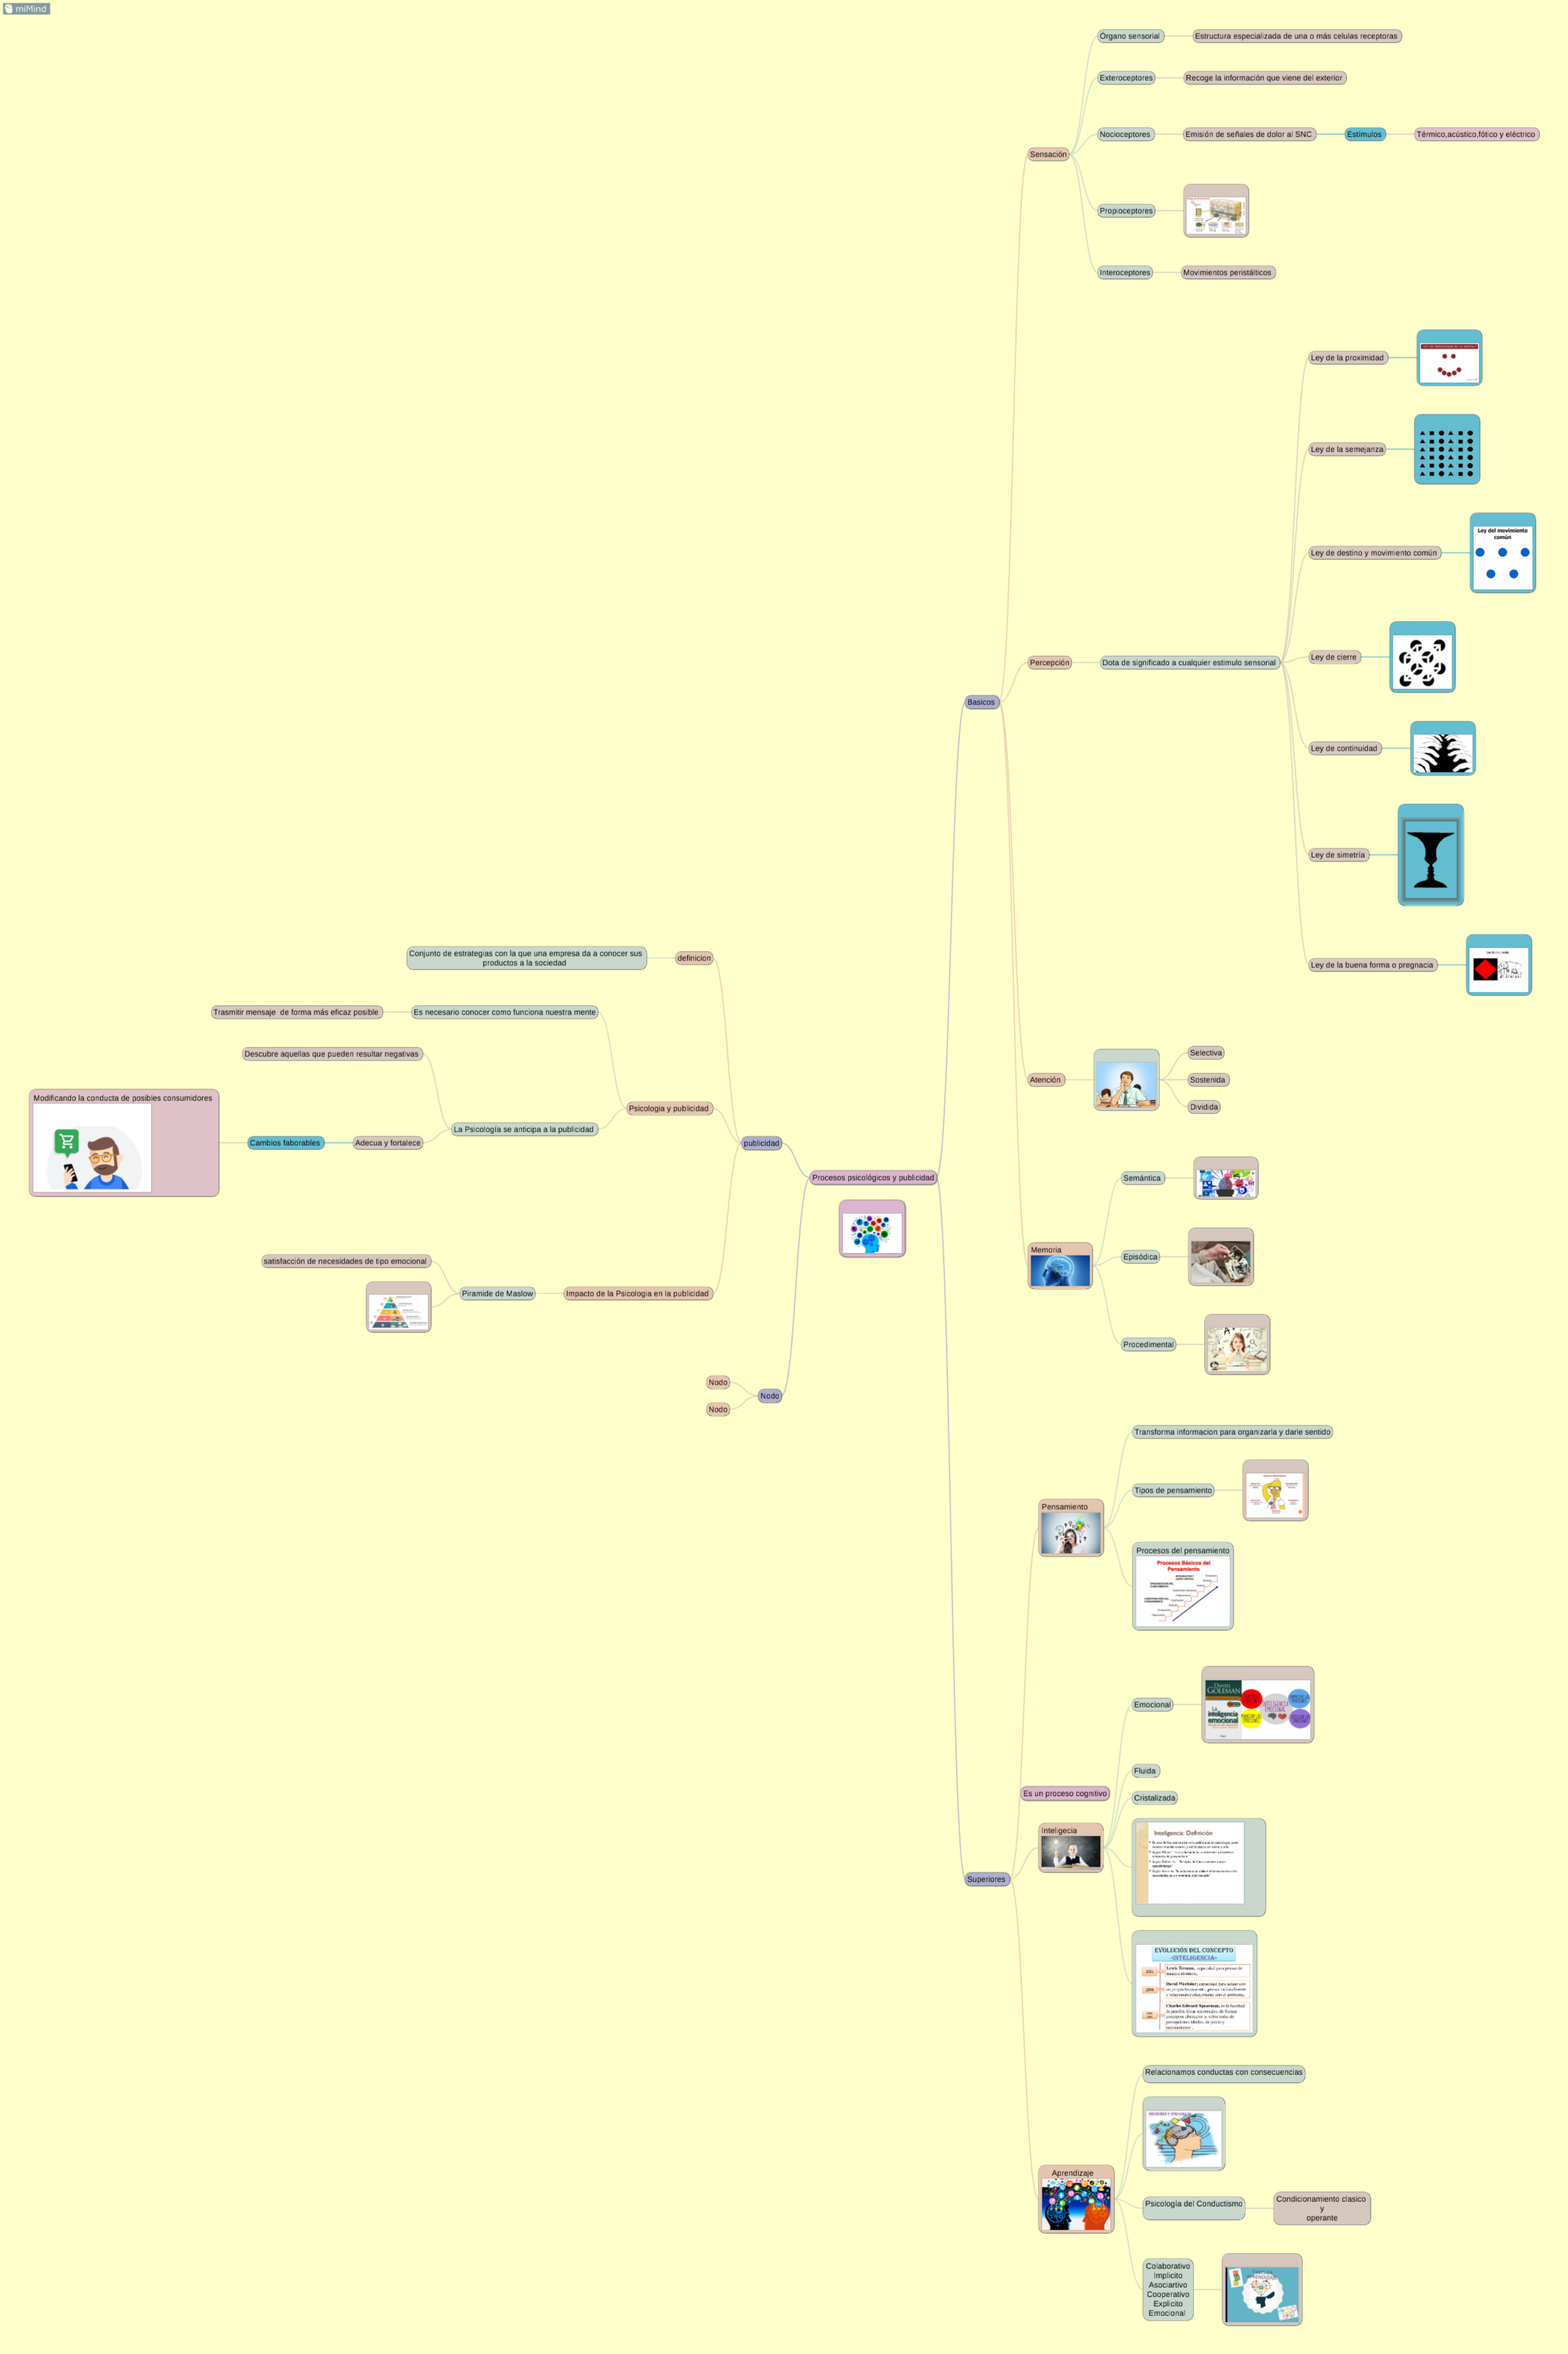 miMind
Órgano sensorial
Estructura especializada de una o más celulas receptoras
Exteroceptores
Recoge la información que viene del exterior
Nocioceptores
Emisión de señales de dolor al SNC
Estímulos
Térmico,acústico,fótico y eléctrico
Sensación
Propioceptores
Interoceptores
Movimientos peristálticos
Ley de la proximidad
Ley de la semejanza
Ley de destino y movimiento común
Ley del movimiento
común
Ley de cierre
Percepción
Dota de significado a cualquier estimulo sensorial
Basicos
Ley de continuidad
Ley de simetría
Ley de la buena forma o pregnacia
Conjunto de estrategias con la que una empresa da a conocer sus
productos a la sociedad
definicion
Trasmitir mensaje  de forma más eficaz posible
Es necesario conocer como funciona nuestra mente
Descubre aquellas que pueden resultar negativas
Psicologia y publicidad
La Psicología se anticipa a la publicidad
Modificando la conducta de posibles consumidores
Cambios faborables
Adecua y fortalece
publicidad
Procesos psicológicos y publicidad
satisfacción de necesidades de tipo emocional
Piramide de Maslow
Impacto de la Psicologia en la publicidad
Nodo
Nodo
Nodo
Atención
Selectiva
Sostenida
Dividida
Memoria
Semántica
Episódica
Procedimental
Pensamiento
Transforma informacion para organizarla y darle sentido
Tipos de pensamiento
Procesos del pensamiento
Procesos Básicos del
Pensamiento
Emocional
DANIEL
GOLEMAN
La
inteligencia
emocional
INTELIGENCIA
EMOCIONAL
Fluida
Es un proceso cognitivo
Cristalizada
Inteligecia
Inteligencia: Definición
Superiores
EVOLUCIÓN DEL CONCEPTO
«INTELIGENCIA»
Relacionamos conductas con consecuencias
Aprendizaje
Psicología del Conductismo
Condicionamiento clasico
y
operante
Colaborativo
Implicito
Asociartivo
Cooperativo
Explicito
Emocional